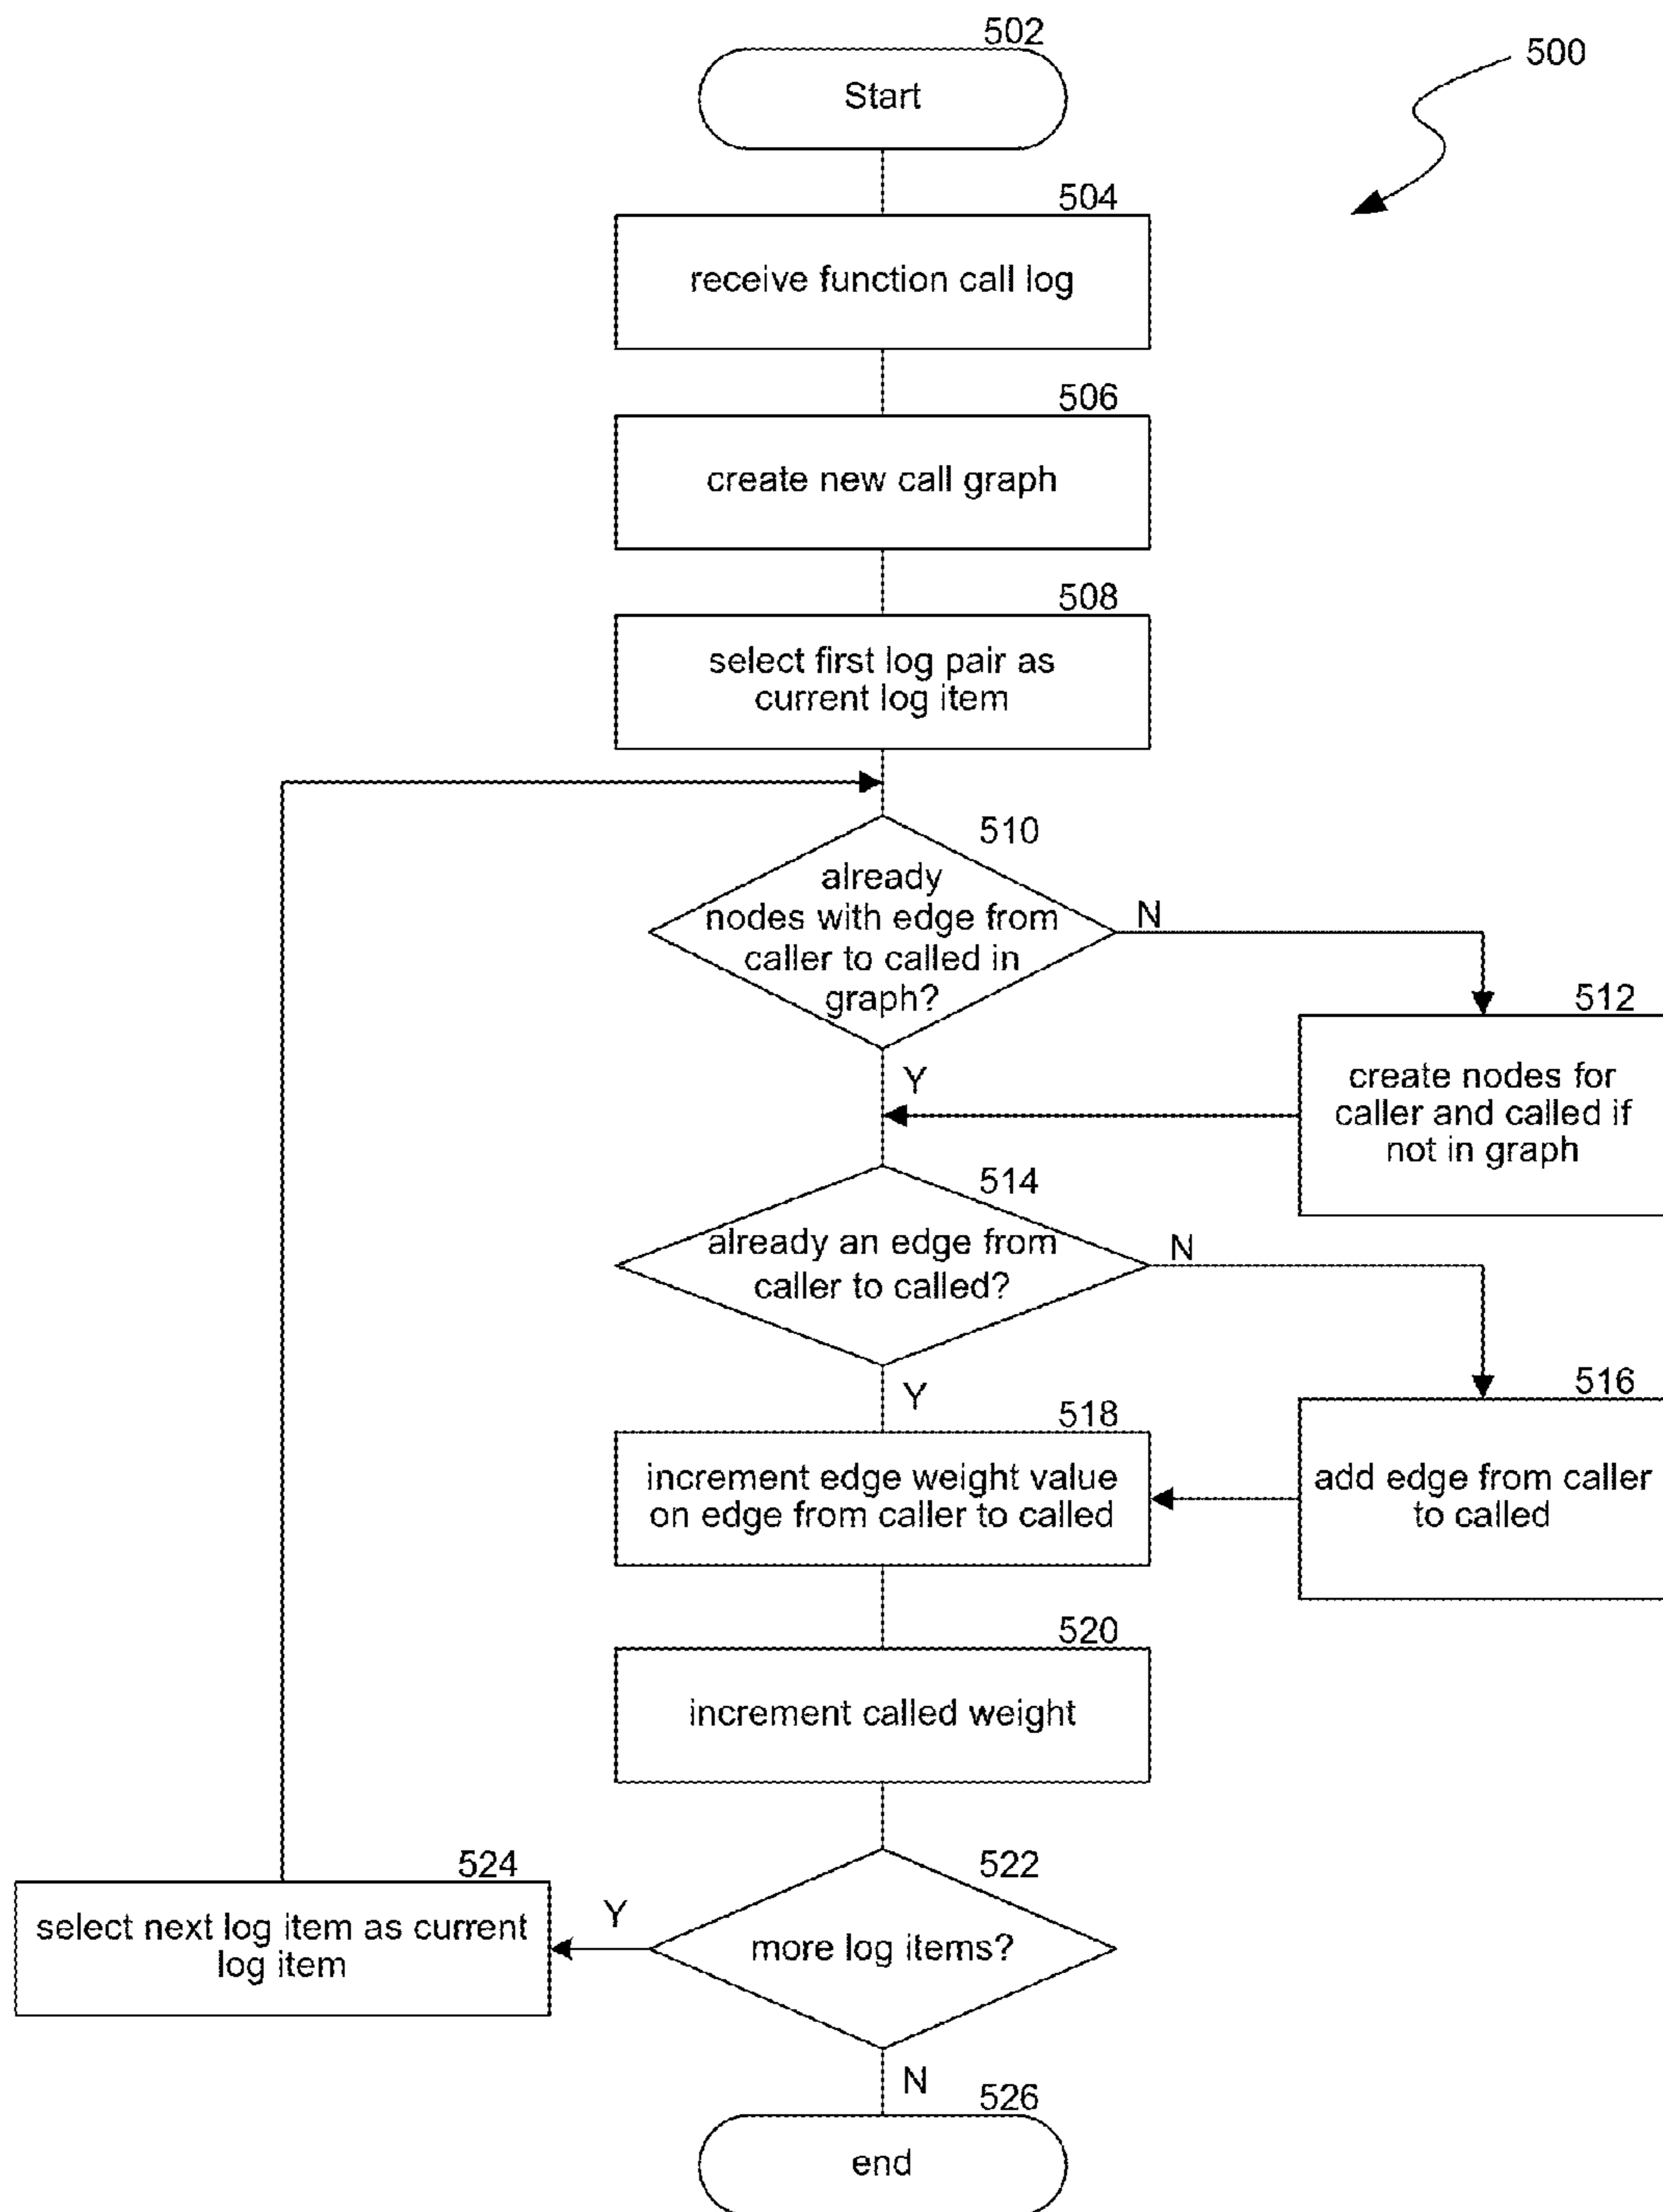 502
500
Start
504
receive function call log
506
create new call graph
508
select first log pair as
current log item
510
already
nodes with edge from
caller to called in
graph?
N
512
create nodes for
caller and called if
not in graph
Y
514
already an edge from
caller to called?
N
516
add edge from caller
to called
Y
518
increment edge weight value
on edge from caller to called
520
increment called weight
522
more log items?
Y
524
select next log item as current
log item
N
526
end